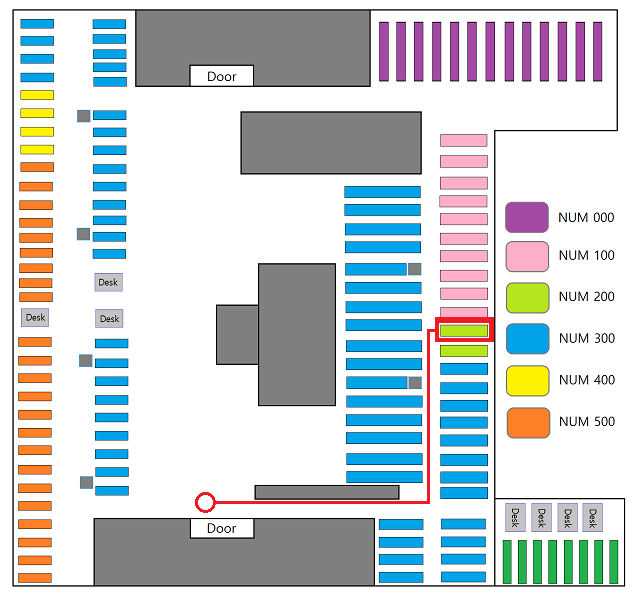 Door
NUM 000
NUM 100
Desk
NUM 200
Desk
Desk
NUM 300
NUM 400
NUM 500
Desk
Desk
Desk
Desk
Door